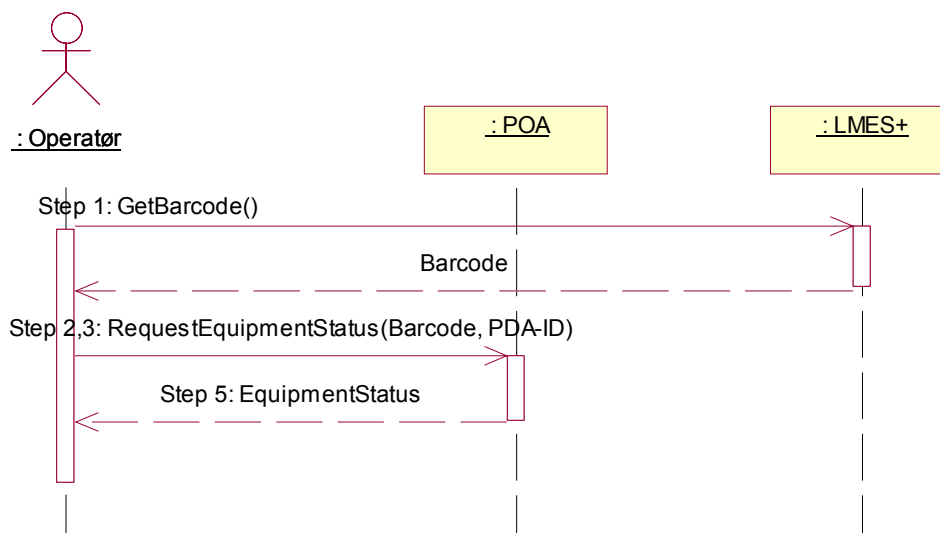 : Operatør
: POA
: LMES+
Step 1: GetBarcode()
Barcode
Step 2,3: RequestEquipmentStatus(Barcode, PDA-ID)
Step 5: EquipmentStatus